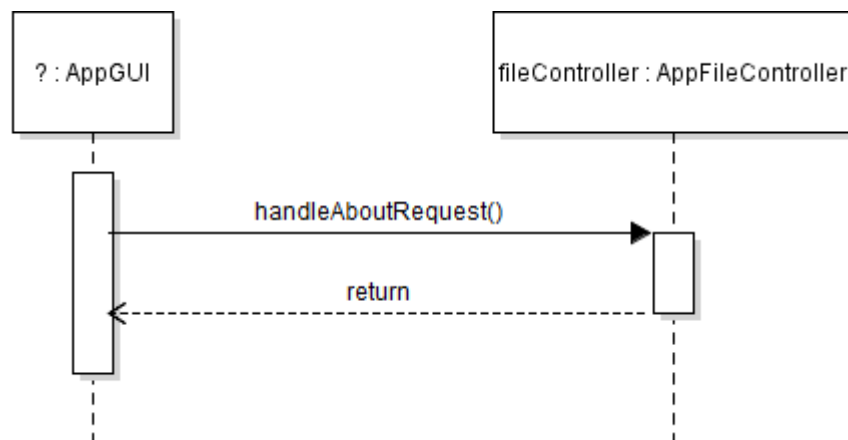 ? : AppGUI
fileController : AppFileController
handleAboutRequest()
return